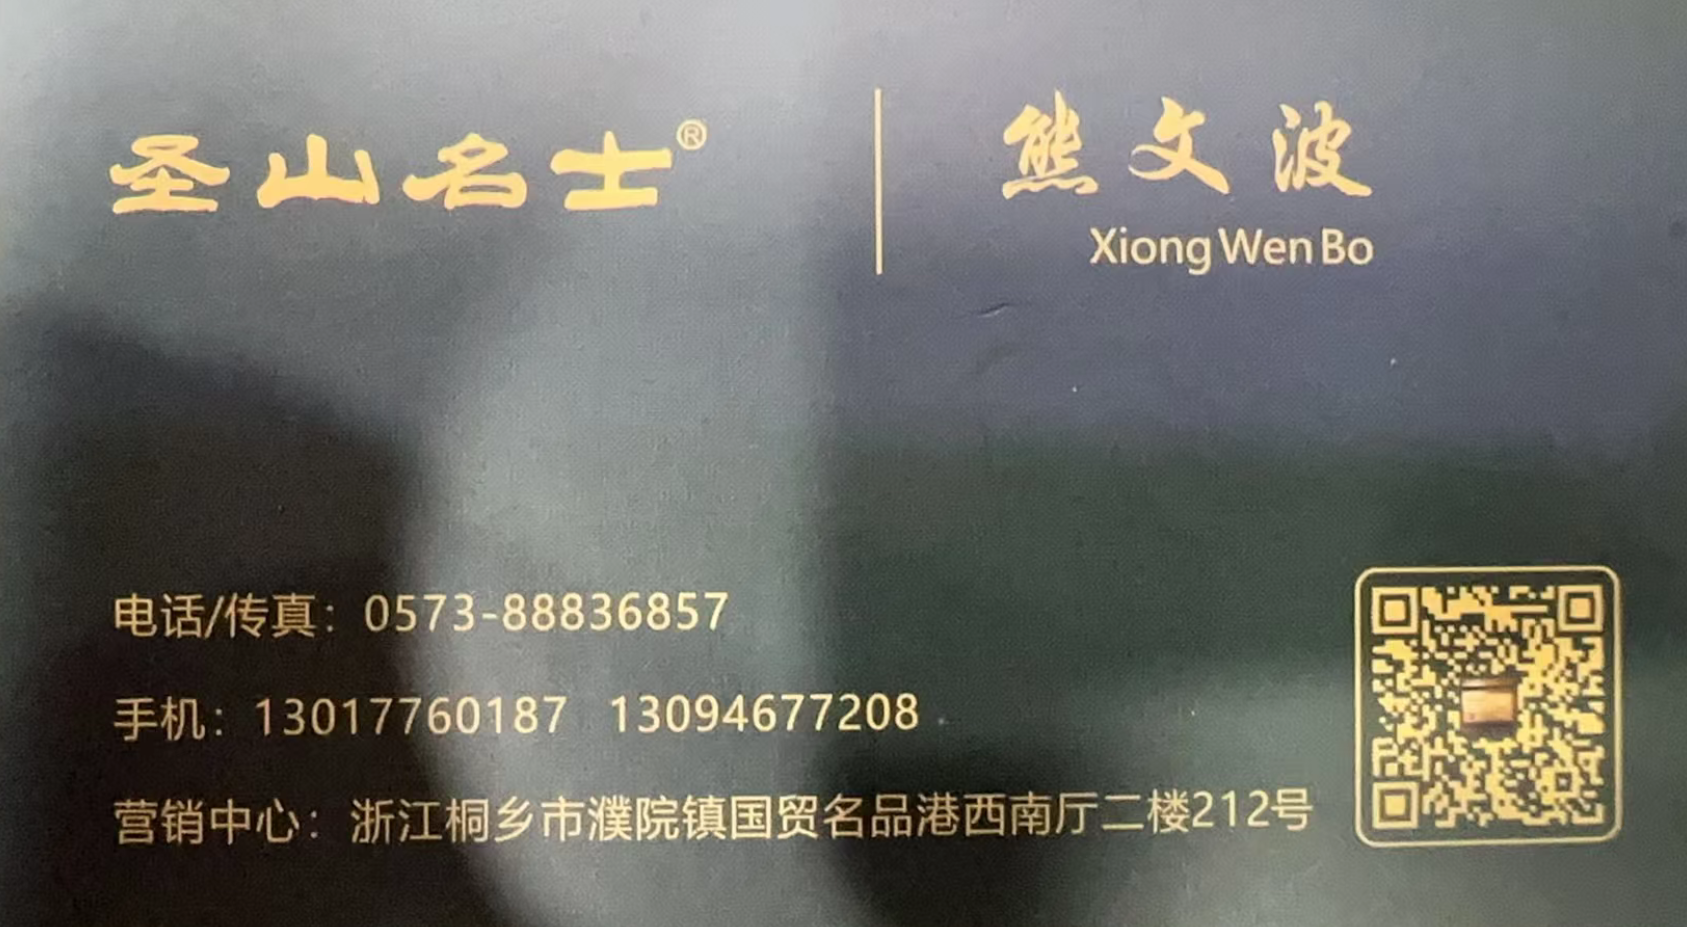 圣山名士®
熊文波
Xiong Wen Bo
电话/传真：0573-88836857
手机：13017760187 13094677208
营销中心：浙江桐乡市濮院镇国贸名品港西南厅二楼212号